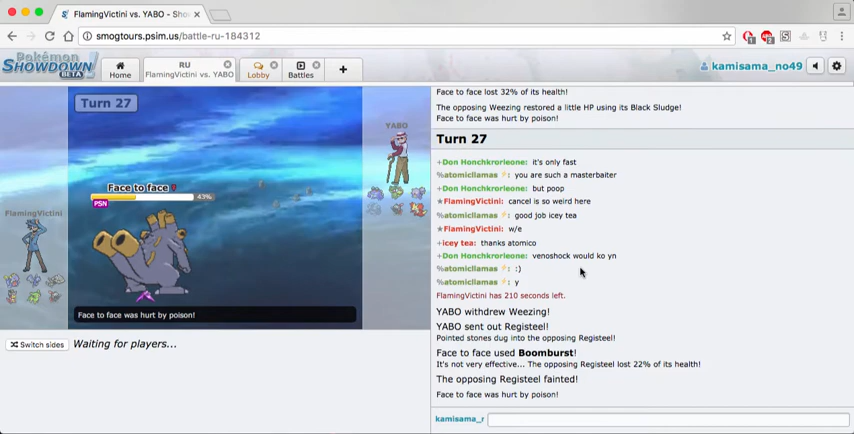 FlamingVictini vs. YABO - Sho
smogtours.psim.us/battle-ru-184312
Pokémon
SHOWDOWN!
BETA
Home
RU
FlamingVictini vs. YABO
Lobby
Battles
kamisama_no49
Turn 27
YABO
Face to face
43%
PSN
FlamingVictini
Face to face was hurt by poison!
Switch sides
Waiting for players...
Face to face lost 32% of its health!
The opposing Weezing restored a little HP using its Black Sludge!
Face to face was hurt by poison!
Turn 27
+Don Honchkrorleone: it's only fast
%atomicllamas ⚡: you are such a masterbaiter
+Don Honchkrorleone: but poop
★FlamingVictini: cancel is so weird here
%atomicllamas ⚡: good job icey tea
★FlamingVictini: w/e
+icey tea: thanks atomico
+Don Honchkrorleone: venoshock would ko yn
%atomicllamas ⚡: :)
%atomicllamas ⚡: y
FlamingVictini has 210 seconds left.
YABO withdrew Weezing!
YABO sent out Registeel!
Pointed stones dug into the opposing Registeel!
Face to face used Boomburst!
It's not very effective... The opposing Registeel lost 22% of its health!
The opposing Registeel fainted!
Face to face was hurt by poison!
kamisama_r